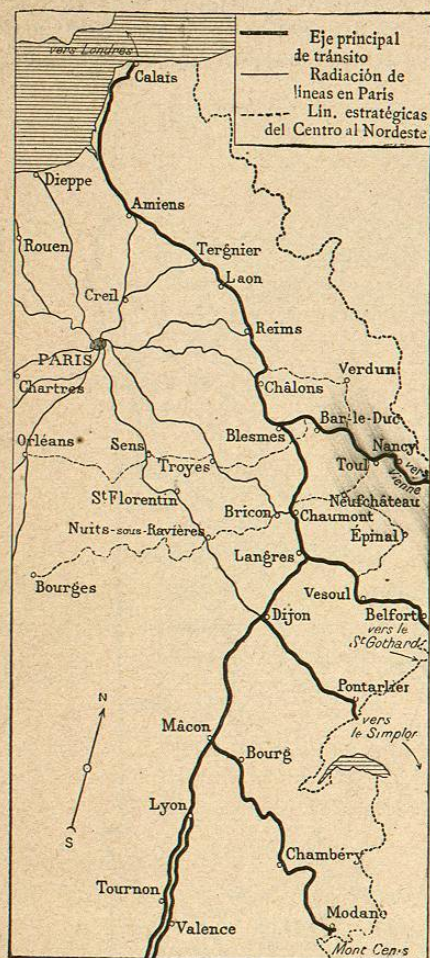 vers Londres
Eje principal
de tránsito
Radiación de
líneas en Paris
Lin. estratégicas
del Centro al Nordeste
Calais
Dieppe
Amiens
Rouen
Tergnier
Laon
Creil
Reims
PARIS
Verdun
Chartres
Châlons
Bar-le-Duc
Blesmes
Orléans
Sens
Nancy
Troyes
Toul
vers
Vienne
St Florentin
Neufchâteau
Bricon
Chaumont
Nuits-sous-Ravières
Épinal
Langres
Bourges
Vesoul
Dijon
Belfort
vers le
St Gothard
Pontarlier
N
vers
le Simplon
Mâcon
Bourg
S
Lyon
Chambéry
Tournon
Valence
Modane
Mont Cenis